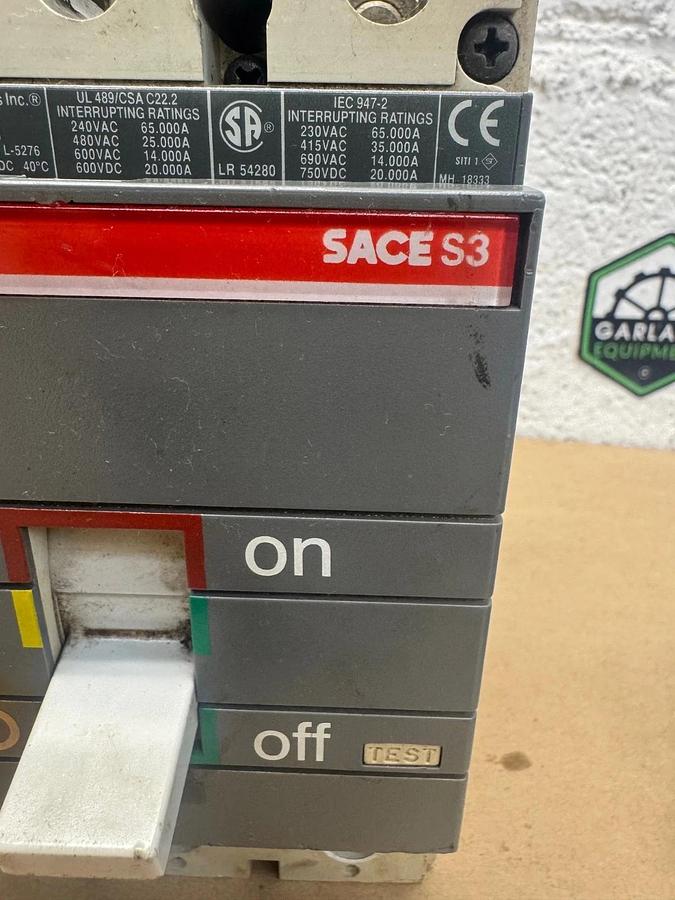 s Inc.®
L-5276
DC 40°C
UL 489/CSA C22.2
INTERRUPTING RATINGS
240VAC 65.000A
480VAC 25.000A
600VAC 14.000A
600VDC 20.000A
SA ®
LR 54280
IEC 947-2
INTERRUPTING RATINGS
230VAC 65.000A
415VAC 35.000A
690VAC 14.000A
750VDC 20.000A
CE
SITI 1
MH 18333
SACE S3
GARLA
EQUIPME
on
off
TEST